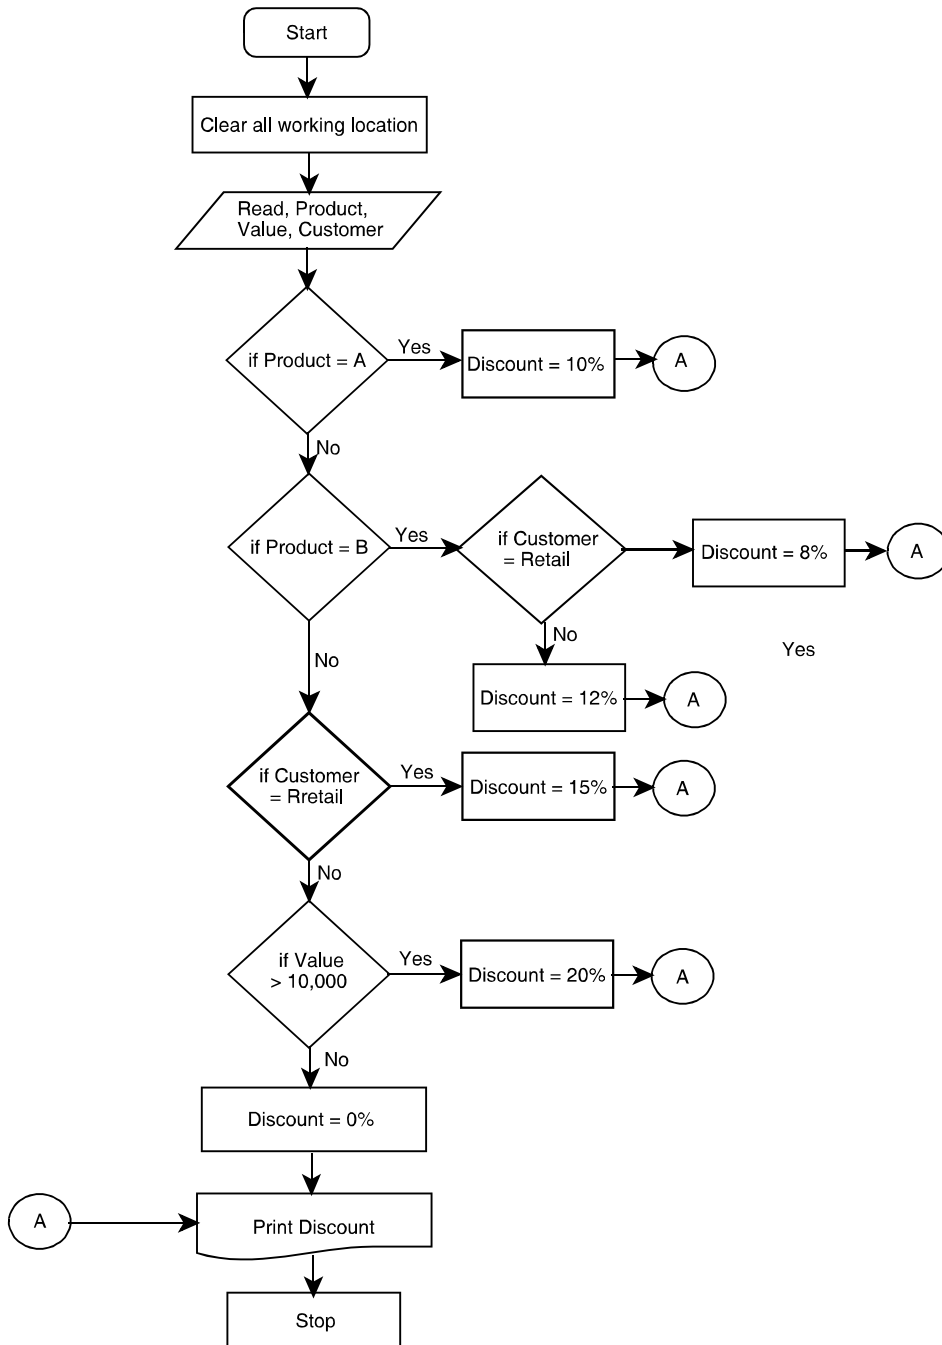 Start
Clear all working location
Read, Product,
Value, Customer
if Product = A
Yes
Discount = 10%
A
No
if Product = B
Yes
if Customer
= Retail
Discount = 8%
A
No
Yes
No
Discount = 12%
A
if Customer
= Rretail
Yes
Discount = 15%
A
No
if Value
> 10,000
Yes
Discount = 20%
A
No
Discount = 0%
A
Print Discount
Stop